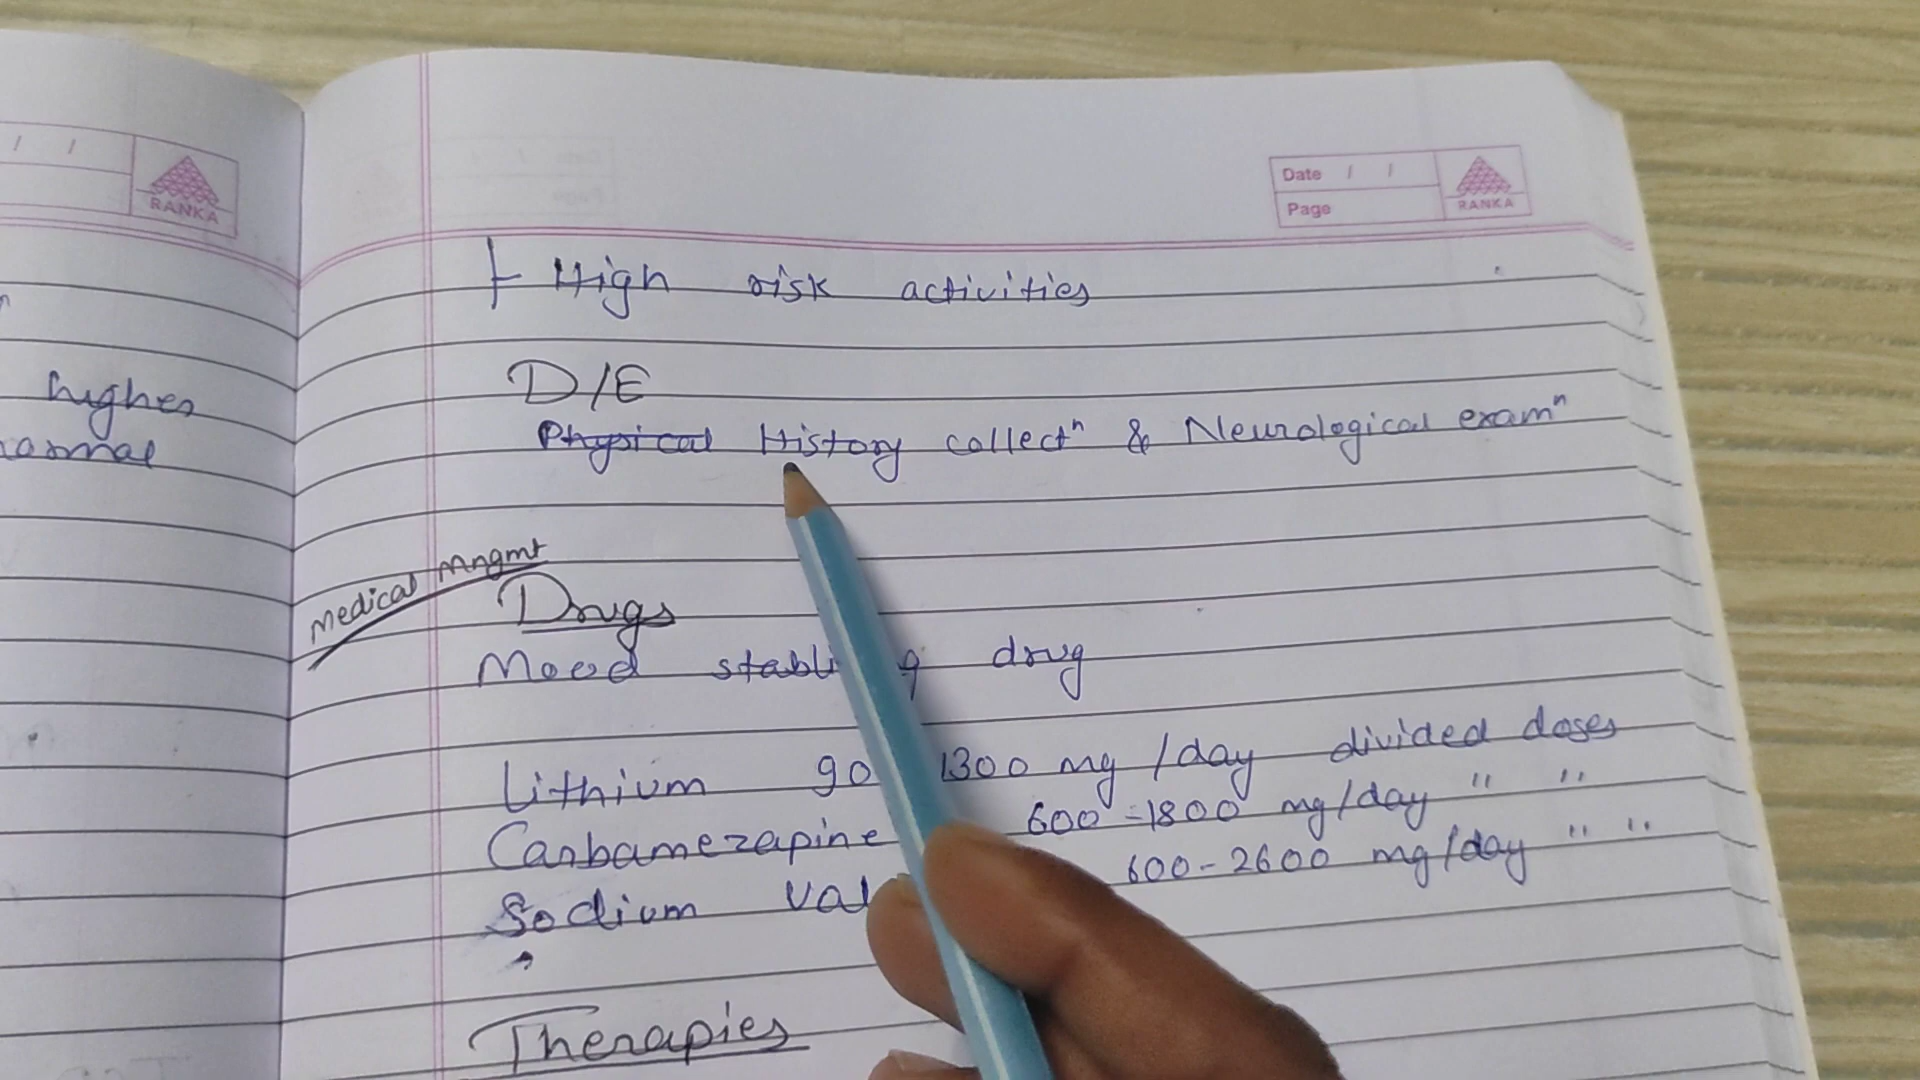 / /
RANKA
higher
normal
Date / /
Page
RANKA
High risk activities
D/E
Physical History collectⁿ & Neurological examⁿ
Medical Mngmt
Drugs
Mood drug
Lithium 1300 mg /day divided doses
Carbamezapine 600-1800 mg/day " "
Sodium 600-2600 mg/day " "
Therapies